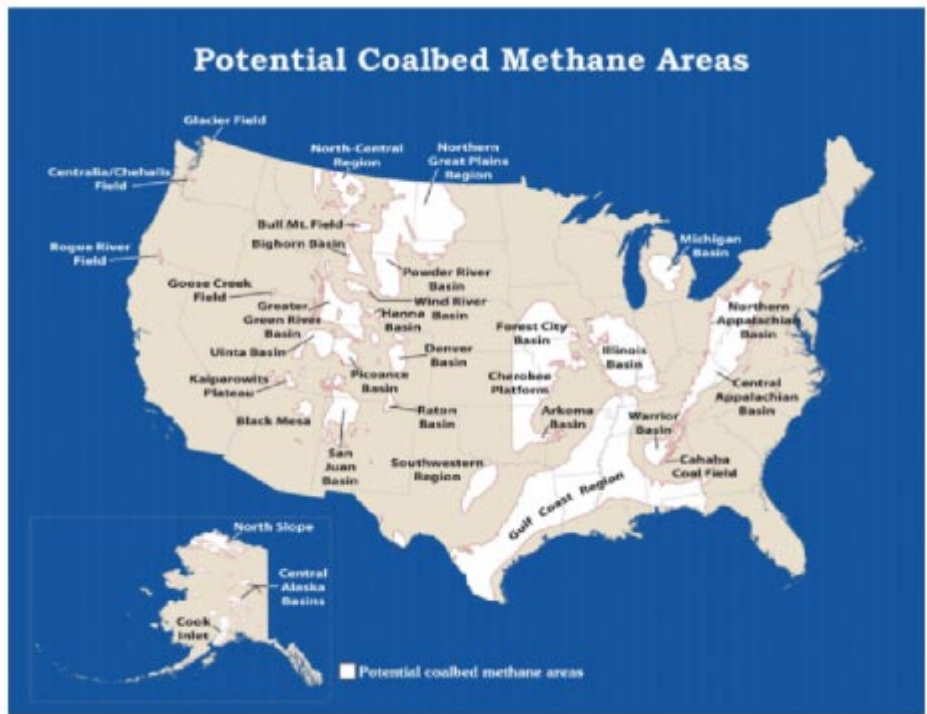 Potential Coalbed Methane Areas
Glacier Field
North-Central
Region
Northern
Great Plains
Region
Centralia/Chehalis
Field
Bull Mt. Field
Bighorn Basin
Michigan
Basin
Rogue River
Field
Goose Creek
Field
Powder River
Basin
Wind River
Basin
Greater
Green River
Basin
Hanna
Basin
Northern
Appalachian
Basin
Forest City
Basin
Illinois
Basin
Uinta Basin
Denver
Basin
Piceance
Basin
Cherokee
Platform
Kaiparowits
Plateau
Central
Appalachian
Basin
Black Mesa
Raton
Basin
Arkoma
Basin
Warrior
Basin
San
Juan
Basin
Southwestern
Region
Cahaba
Coal Field
Gulf Coast Region
North Slope
Central
Alaska
Basins
Cook
Inlet
Potential coalbed methane areas